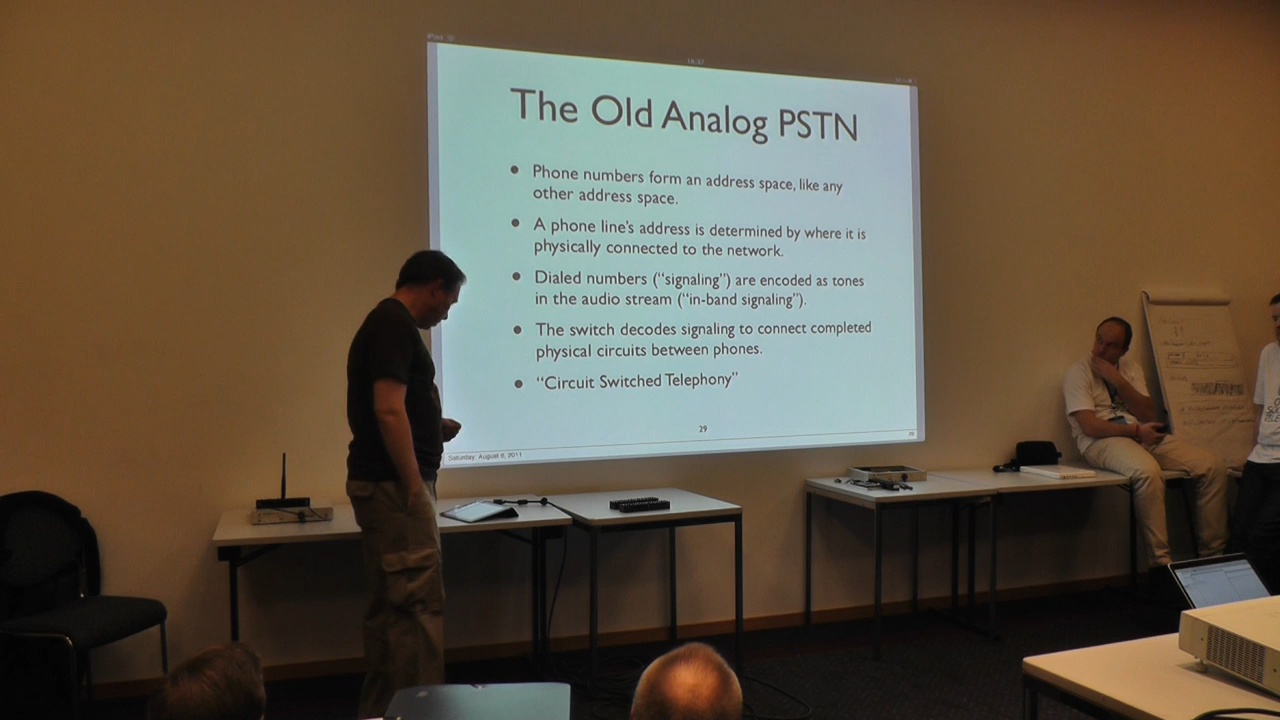 iPod
18:37
The Old Analog PSTN
• Phone numbers form an address space, like any
other address space.
• A phone line's address is determined by where it is
physically connected to the network.
• Dialed numbers ("signaling") are encoded as tones
in the audio stream ("in-band signaling").
• The switch decodes signaling to connect completed
physical circuits between phones.
• "Circuit Switched Telephony"
29
Saturday, August 6, 2011